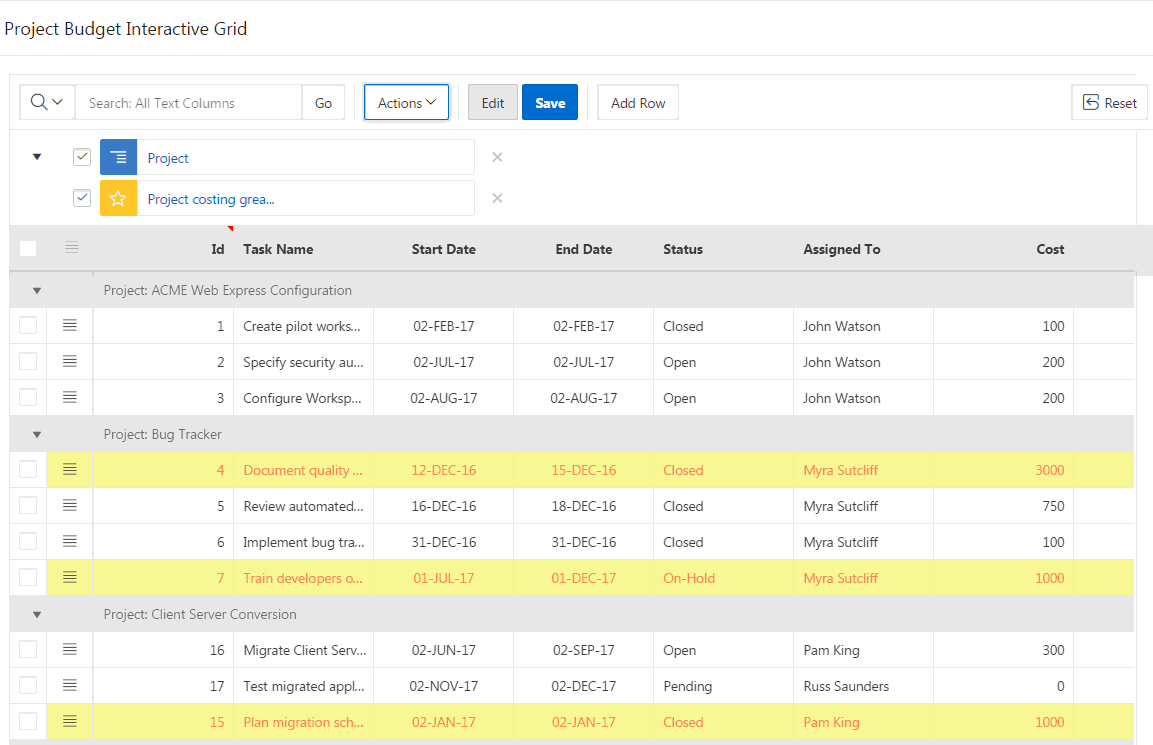 Project Budget Interactive Grid
Search: All Text Columns Go Actions Edit Save Add Row Reset
Project
Project costing grea...
Id Task Name Start Date End Date Status Assigned To Cost
Project: ACME Web Express Configuration
1 Create pilot works... 02-FEB-17 02-FEB-17 Closed John Watson 100
2 Specify security au... 02-JUL-17 02-JUL-17 Open John Watson 200
3 Configure Worksp... 02-AUG-17 02-AUG-17 Open John Watson 200
Project: Bug Tracker
4 Document quality ... 12-DEC-16 15-DEC-16 Closed Myra Sutcliff 3000
5 Review automated... 16-DEC-16 18-DEC-16 Closed Myra Sutcliff 750
6 Implement bug tra... 31-DEC-16 31-DEC-16 Closed Myra Sutcliff 100
7 Train developers o... 01-JUL-17 01-DEC-17 On-Hold Myra Sutcliff 1000
Project: Client Server Conversion
16 Migrate Client Serv... 02-JUN-17 02-SEP-17 Open Pam King 300
17 Test migrated appl... 02-NOV-17 02-DEC-17 Pending Russ Saunders 0
15 Plan migration sch... 02-JAN-17 02-JAN-17 Closed Pam King 1000